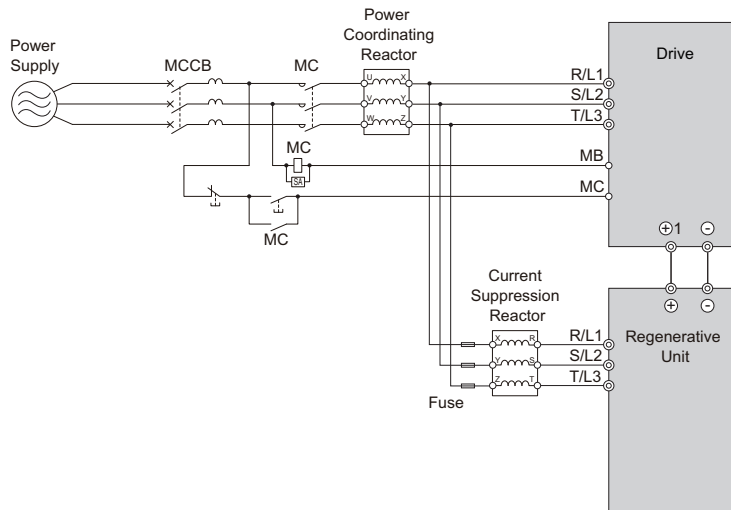 Power
Supply
MCCB
MC
Power
Coordinating
Reactor
U X
V Y
W Z
Drive
R/L1
S/L2
T/L3
MC
SA
MB
MC
MC
⊕1 ⊖
⊕ ⊖
Current
Suppression
Reactor
X R
Y S
Z T
Fuse
R/L1
S/L2
T/L3
Regenerative
Unit